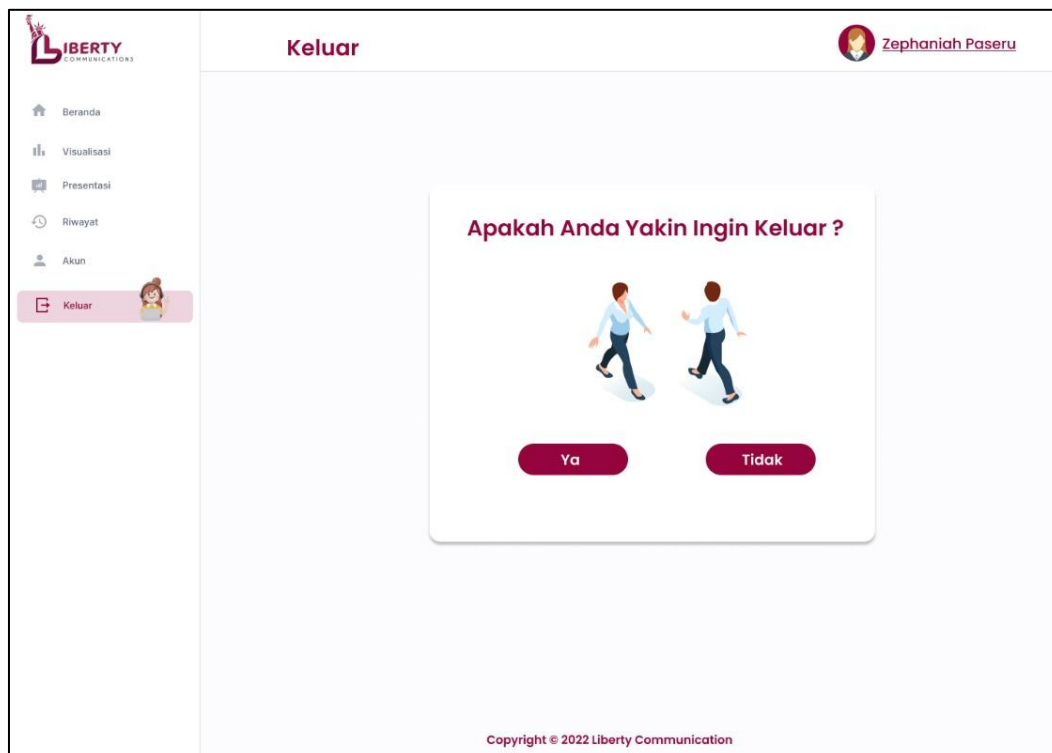 LIBERTY
COMMUNICATIONS
Keluar
Zephaniah Paseru
Beranda
Visualisasi
Presentasi
Riwayat
Akun
Keluar
Apakah Anda Yakin Ingin Keluar ?
Ya
Tidak
Copyright © 2022 Liberty Communication